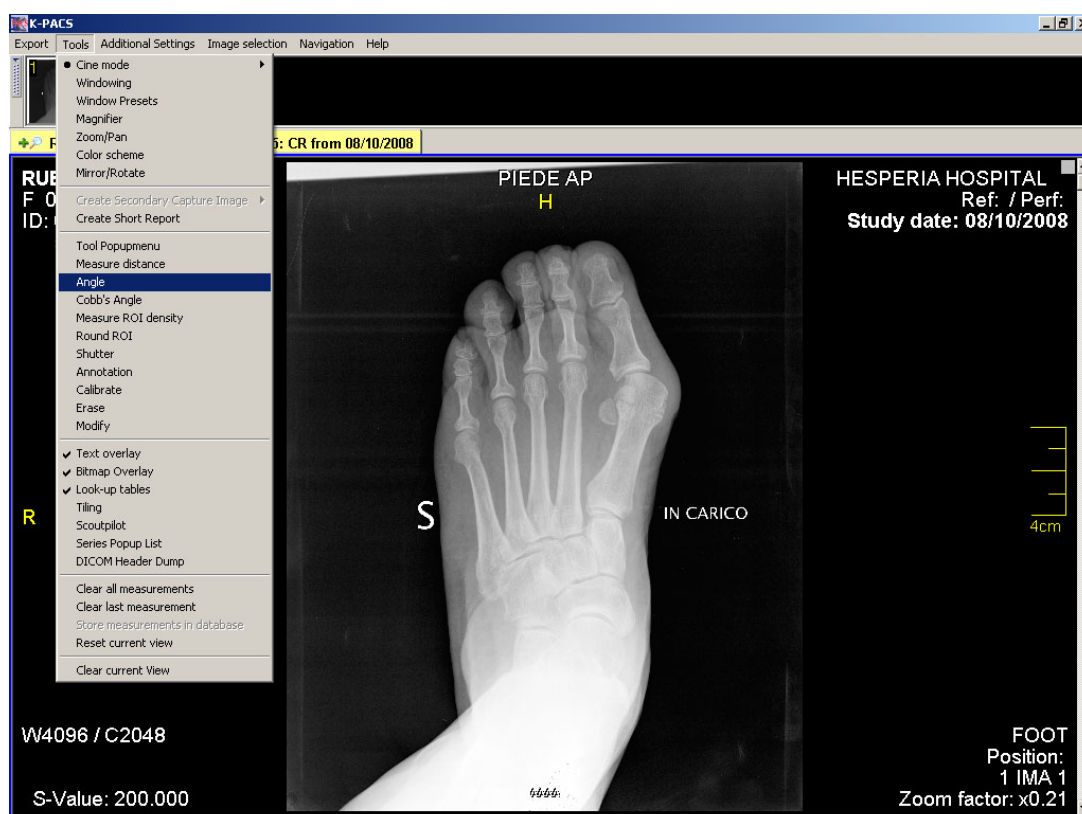 K-PACS
Export Tools Additional Settings Image selection Navigation Help
1
Cine mode
Windowing
Window Presets
Magnifier
Zoom/Pan
Color scheme
Mirror/Rotate
Create Secondary Capture Image
Create Short Report
Tool Popupmenu
Measure distance
Angle
Cobb's Angle
Measure ROI density
Round ROI
Shutter
Annotation
Calibrate
Erase
Modify
Text overlay
Bitmap Overlay
Look-up tables
Tiling
Scoutpilot
Series Popup List
DICOM Header Dump
Clear all measurements
Clear last measurement
Store measurements in database
Reset current view
Clear current View
: CR from 08/10/2008
F
ID:
PIEDE AP
H
HESPERIA HOSPITAL
Ref: / Perf:
Study date: 08/10/2008
R
S
IN CARICO
4cm
W4096 / C2048
S-Value: 200.000
FOOT
Position:
1 IMA 1
Zoom factor: x0.21